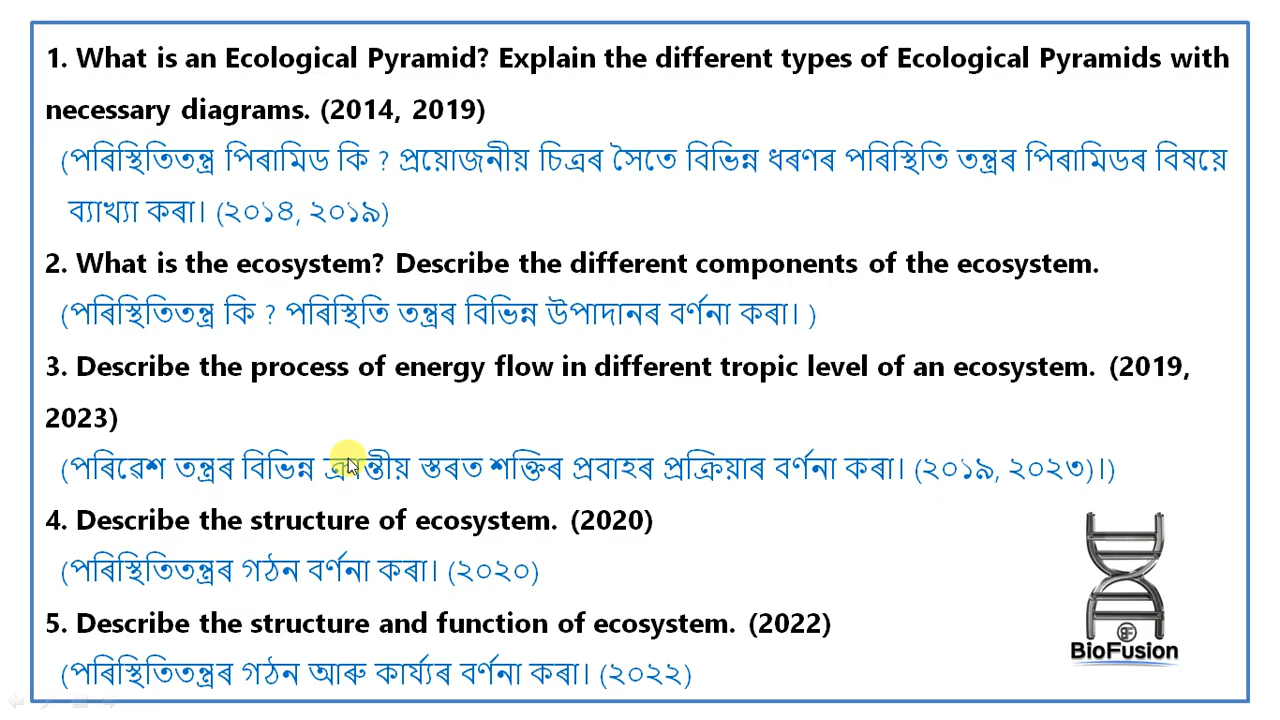 1. What is an Ecological Pyramid? Explain the different types of Ecological Pyramids with
necessary diagrams. (2014, 2019)
(পৰিস্থিতিতন্ত্ৰ পিৰামিড কি ? প্ৰয়োজনীয় চিত্ৰৰ সৈতে বিভিন্ন ধৰণৰ পৰিস্থিতি তন্ত্ৰৰ পিৰামিডৰ বিষয়ে
ব্যাখ্যা কৰা। (২০১৪, ২০১৯)
2. What is the ecosystem? Describe the different components of the ecosystem.
(পৰিস্থিতিতন্ত্ৰ কি ? পৰিস্থিতি তন্ত্ৰৰ বিভিন্ন উপাদানৰ বৰ্ণনা কৰা। )
3. Describe the process of energy flow in different tropic level of an ecosystem. (2019,
2023)
(পৰিৱেশ তন্ত্ৰৰ বিভিন্ন স্তৰত শক্তিৰ প্ৰবাহৰ প্ৰক্ৰিয়াৰ বৰ্ণনা কৰা। (২০১৯, ২০২৩)।)
4. Describe the structure of ecosystem. (2020)
(পৰিস্থিতিতন্ত্ৰৰ গঠন বৰ্ণনা কৰা। (২০২০)
5. Describe the structure and function of ecosystem. (2022)
(পৰিস্থিতিতন্ত্ৰৰ গঠন আৰু কাৰ্য্যৰ বৰ্ণনা কৰা। (২০২২)
BF
BioFusion